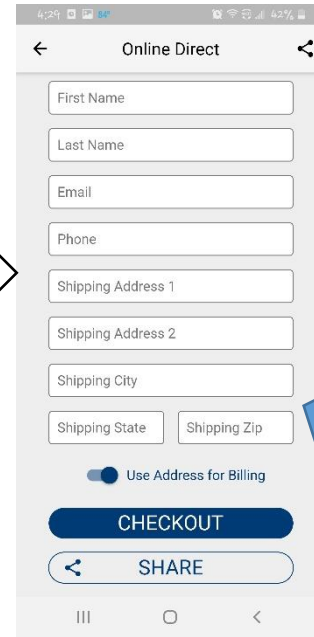 4:29 84° 42%
Online Direct
First Name
Last Name
Email
Phone
Shipping Address 1
Shipping Address 2
Shipping City
Shipping State Shipping Zip
Use Address for Billing
CHECKOUT
SHARE